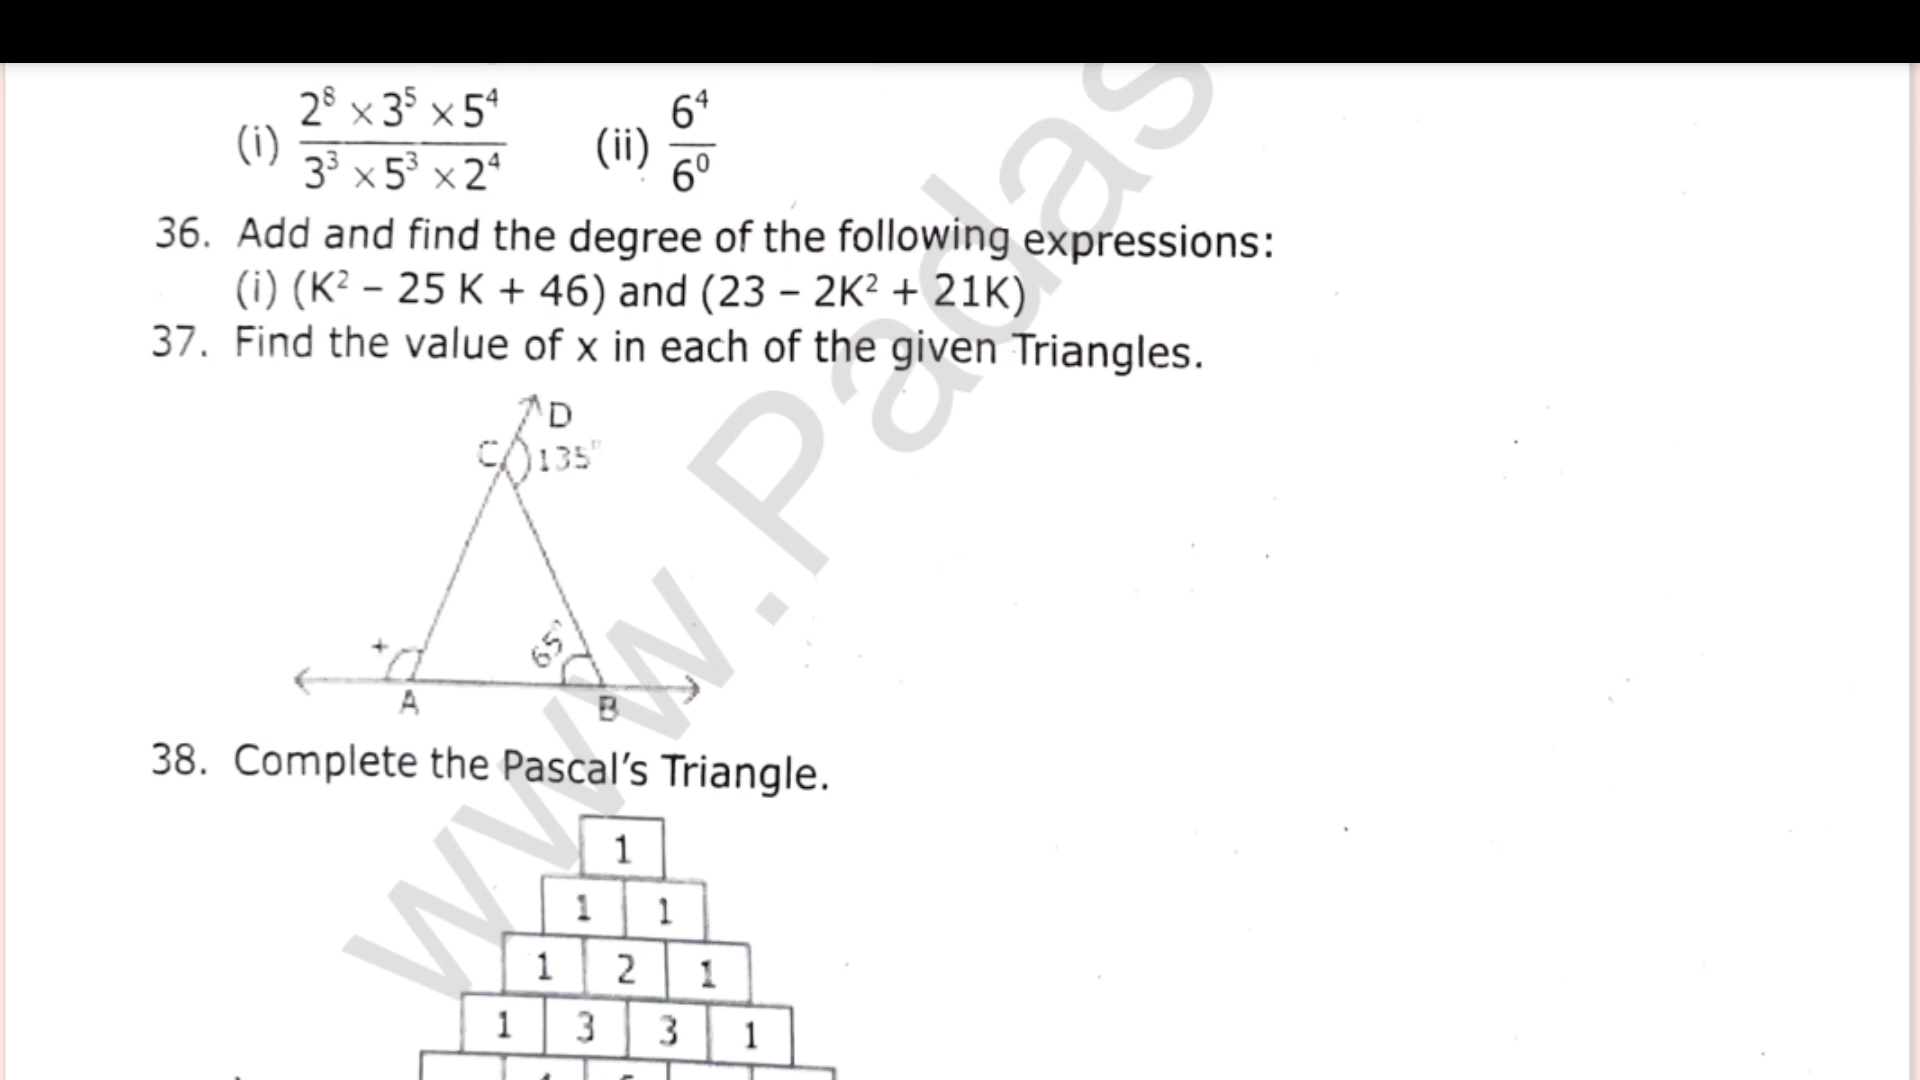 (i) 2⁸ × 3⁵ × 5⁴ / 3³ × 5³ × 2⁴ (ii) 6⁴ / 6⁰
36. Add and find the degree of the following expressions:
(i) (K² – 25 K + 46) and (23 – 2K² + 21K)
37. Find the value of x in each of the given Triangles.
D
C 135°
65°
A B
38. Complete the Pascal's Triangle.
1
1 1
1 2 1
1 3 3 1
www.Padas